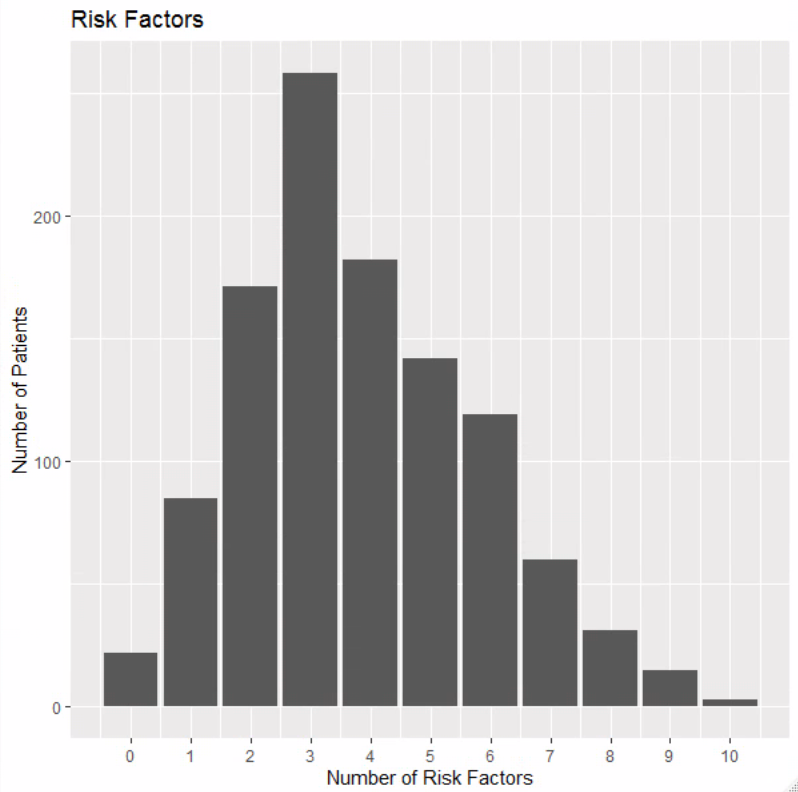 Risk Factors
Number of Patients
200
100
0
0 1 2 3 4 5 6 7 8 9 10
Number of Risk Factors